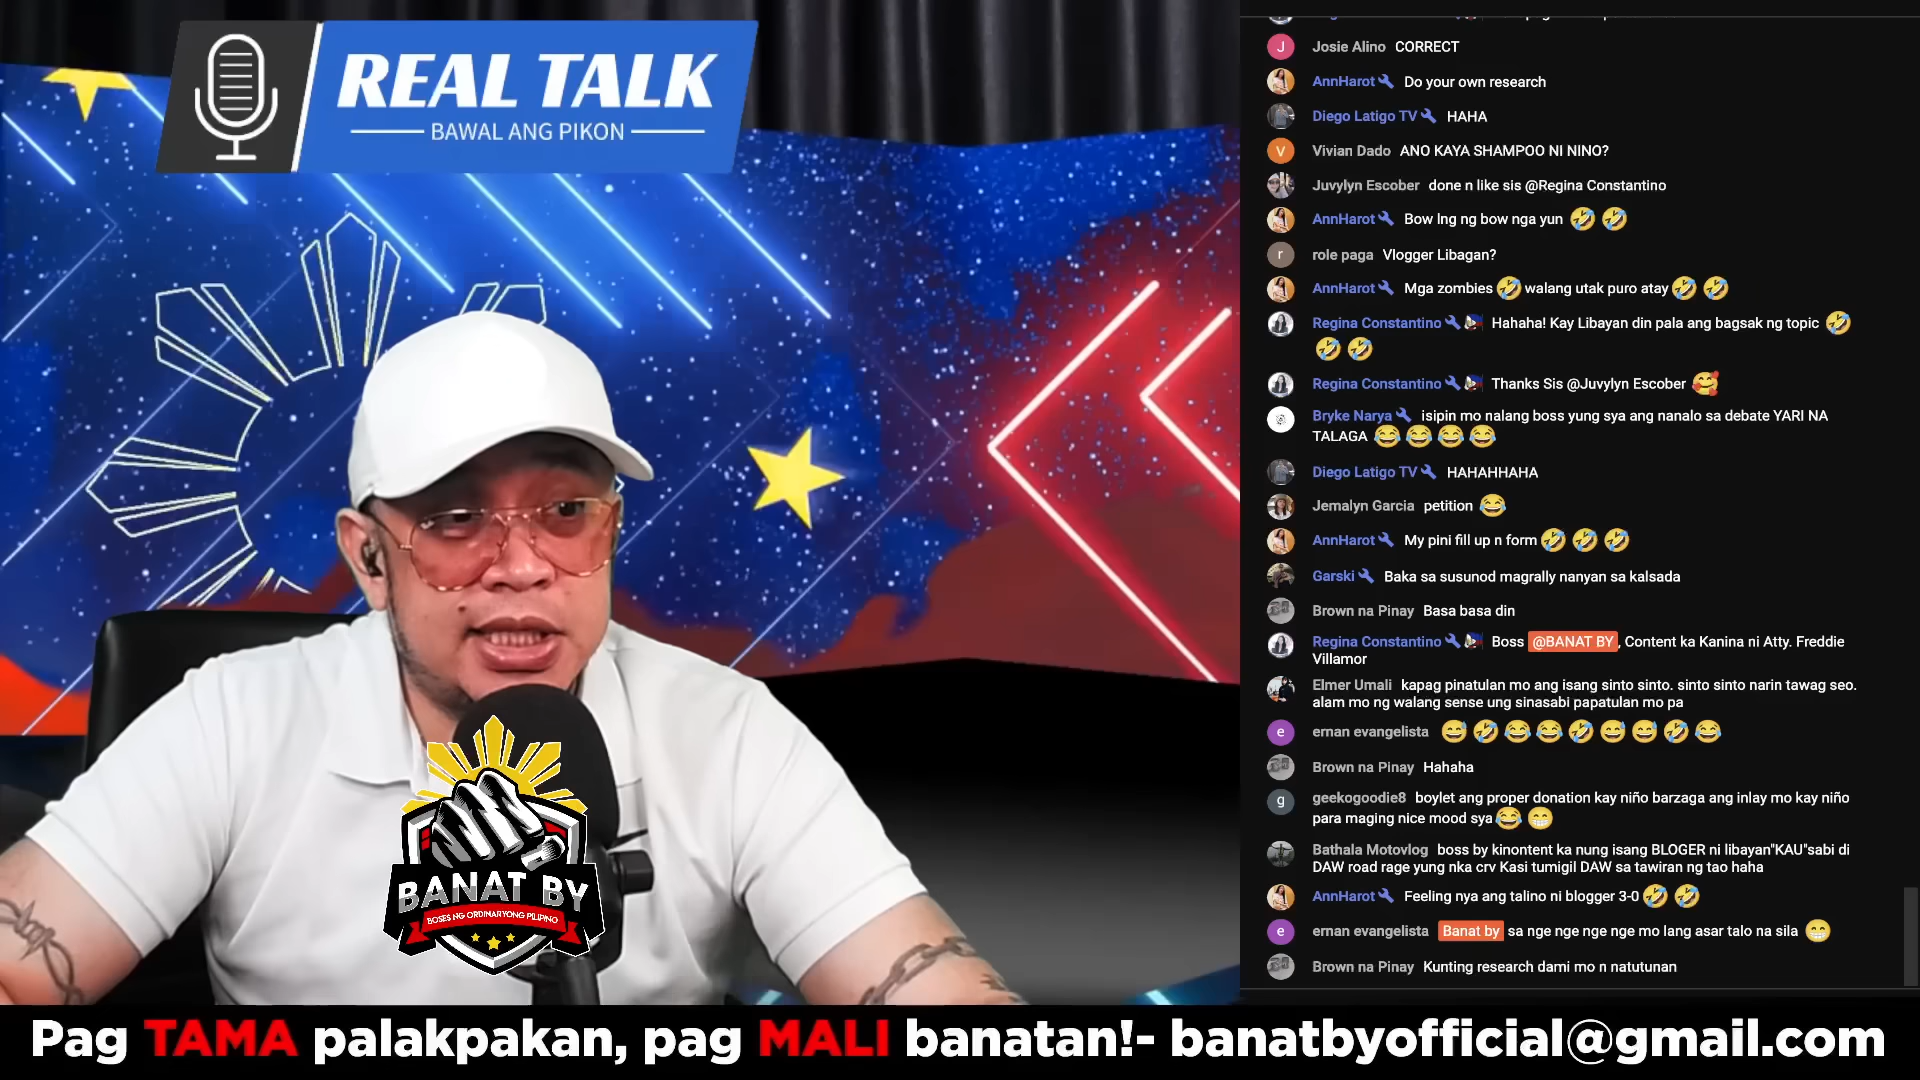 REAL TALK
BAWAL ANG PIKON
BANAT BY
BOSES NG ORDINARYONG PILIPINO
J Josie Alino CORRECT
AnnHarot Do your own research
Diego Latigo TV HAHA
V Vivian Dado ANO KAYA SHAMPOO NI NINO?
Juvylyn Escober done n like sis @Regina Constantino
AnnHarot Bow lng ng bow nga yun 🤣 🤣
r role paga Vlogger Libagan?
AnnHarot Mga zombies 🤣 walang utak puro atay 🤣 🤣
Regina Constantino Hahaha! Kay Libayan din pala ang bagsak ng topic 🤣
🤣 🤣
Regina Constantino Thanks Sis @Juvylyn Escober 🥰
Bryke Narya isipin mo nalang boss yung sya ang nanalo sa debate YARI NA
TALAGA 😂 😂 😂 😂
Diego Latigo TV HAHAHHAHA
Jemalyn Garcia petition 😂
AnnHarot My pini fill up n form 🤣 🤣 🤣
Garski Baka sa susunod magrally nanyan sa kalsada
Brown na Pinay Basa basa din
Regina Constantino Boss @BANAT BY, Content ka Kanina ni Atty. Freddie
Villamor
Elmer Umali kapag pinatulan mo ang isang sinto sinto. sinto sinto narin tawag seo.
alam mo ng walang sense ung sinasabi papatulan mo pa
e ernan evangelista 😅 🤣 😂 😂 🤣 😅 😅 🤣 😂
Brown na Pinay Hahaha
g geekogoodie8 boylet ang proper donation kay niño barzaga ang inlay mo kay niño
para maging nice mood sya 😂 😁
Bathala Motovlog boss by kinontent ka nung isang BLOGER ni libayan"KAU"sabi di
DAW road rage yung nka crv Kasi tumigil DAW sa tawiran ng tao haha
AnnHarot Feeling nya ang talino ni blogger 3-0 🤣 🤣
e ernan evangelista Banat by sa nge nge nge nge mo lang asar talo na sila 😁
Brown na Pinay Kunting research dami mo n natutunan
Pag TAMA palakpakan, pag MALI banatan!- banatbyofficial@gmail.com